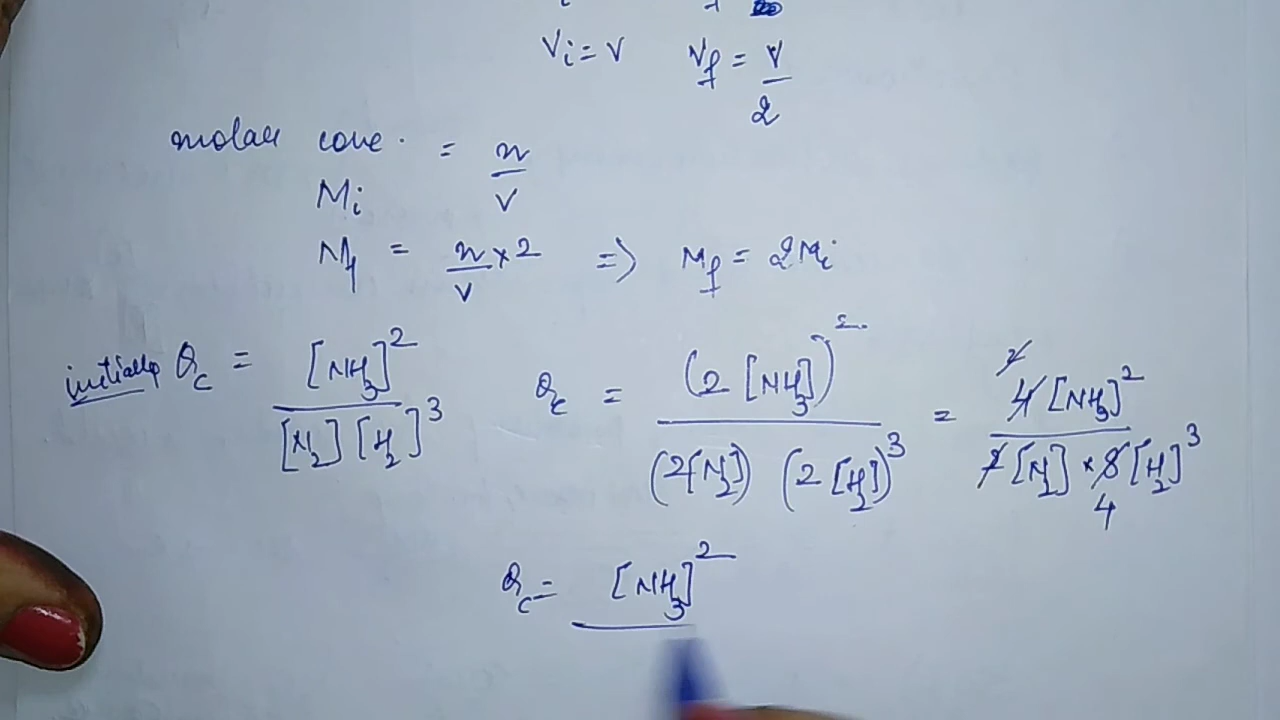 Vi = V Vf = V/2
molar conc. = n/V
Mi
Mf = n/V × 2 => Mf = 2Mi
initially Qc = [NH3]^2 / [N2] [H2]^3 Qc = (2 [NH3])^2 / (2[N2]) (2 [H2])^3 = 4 [NH3]^2 / 2 [N2] × 8 [H2]^3
4
Qc = [NH3]^2